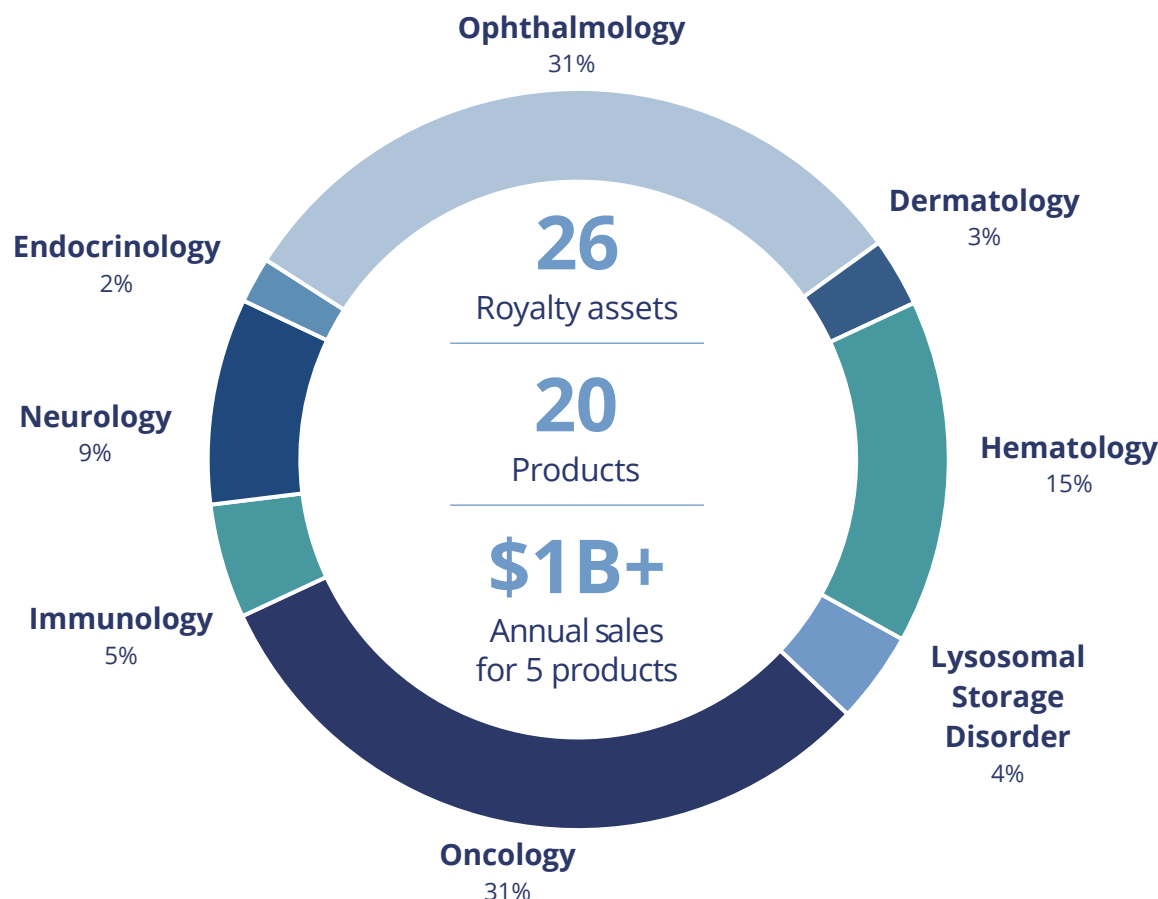 Ophthalmology
31%
Dermatology
3%
Endocrinology
2%
26
Royalty assets
20
Products
$1B+
Annual sales
for 5 products
Neurology
9%
Hematology
15%
Immunology
5%
Lysosomal
Storage
Disorder
4%
Oncology
31%